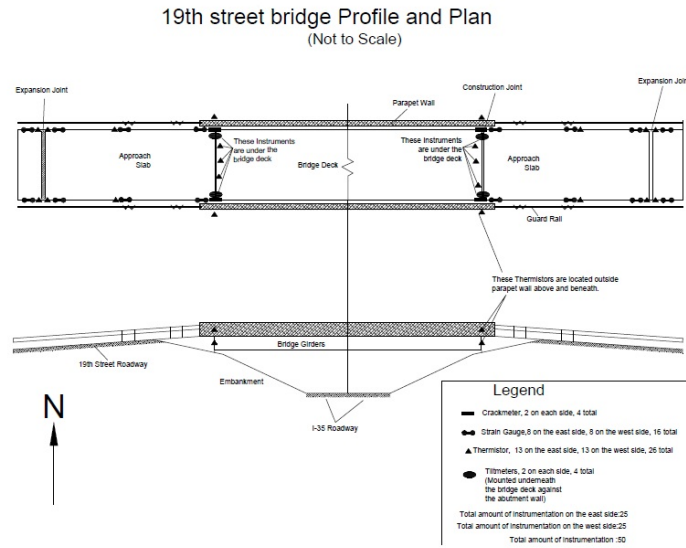 19th street bridge Profile and Plan
(Not to Scale)
Expansion Joint
Parapet Wall
Construction Joint
Expansion Joint
Approach
Slab
These Instruments
are under the
bridge deck
Bridge Deck
These Instruments
are under the
bridge deck
Approach
Slab
Guard Rail
These Thermistors are located outside
parapet wall above and beneath.
19th Street Roadway
Bridge Girders
Embankment
I-35 Roadway
N
Legend
Crackmeter, 2 on each side, 4 total
Strain Gauge,8 on the east side, 8 on the west side, 16 total
Thermistor, 13 on the east side, 13 on the west side, 26 total
Tiltmeters, 2 on each side, 4 total
(Mounted underneath
the bridge deck against
the abutment wall)
Total amount of instrumentation on the east side:25
Total amount of instrumentation on the west side:25
Total amount of instrumentation :50